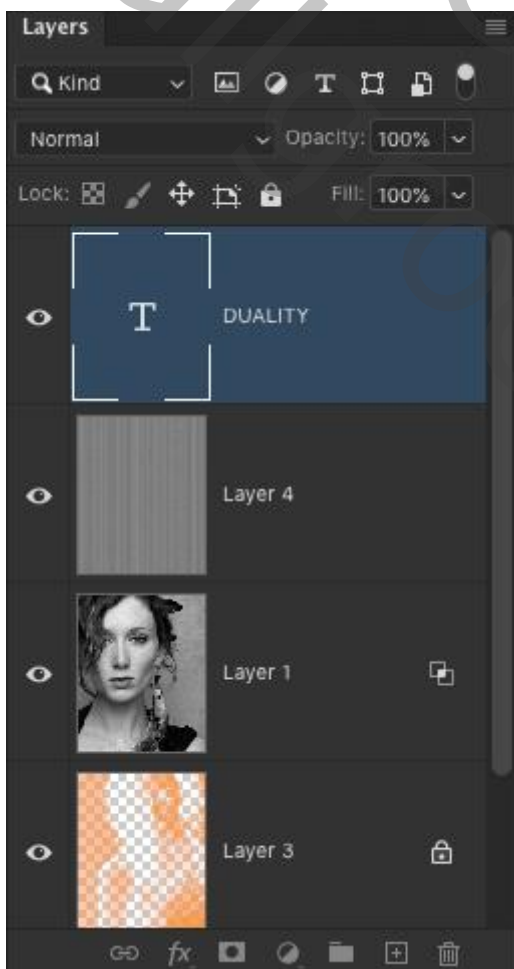 Layers
Kind
Normal Opacity: 100%
Lock: Fill: 100%
T DUALITY
Layer 4
Layer 1
Layer 3
fx